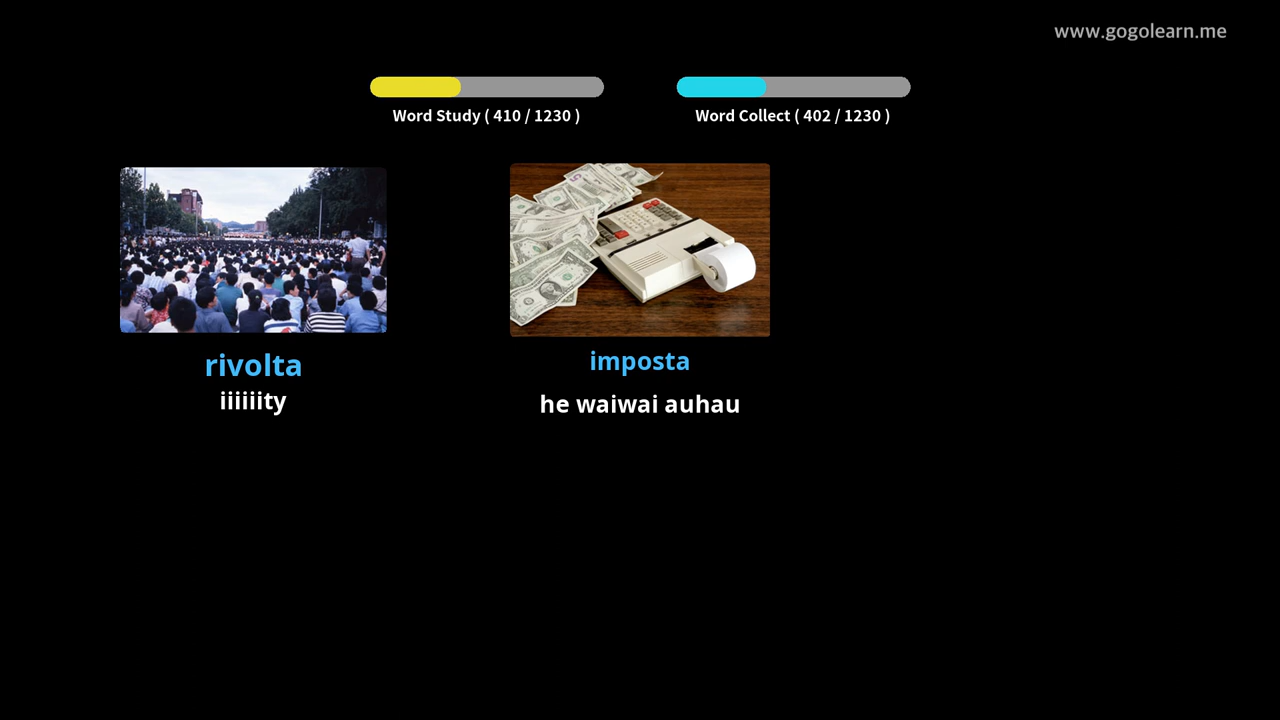 www.gogolearn.me
Word Study ( 410 / 1230 )
Word Collect ( 402 / 1230 )
rivolta
iiiiiity
imposta
he waiwai auhau